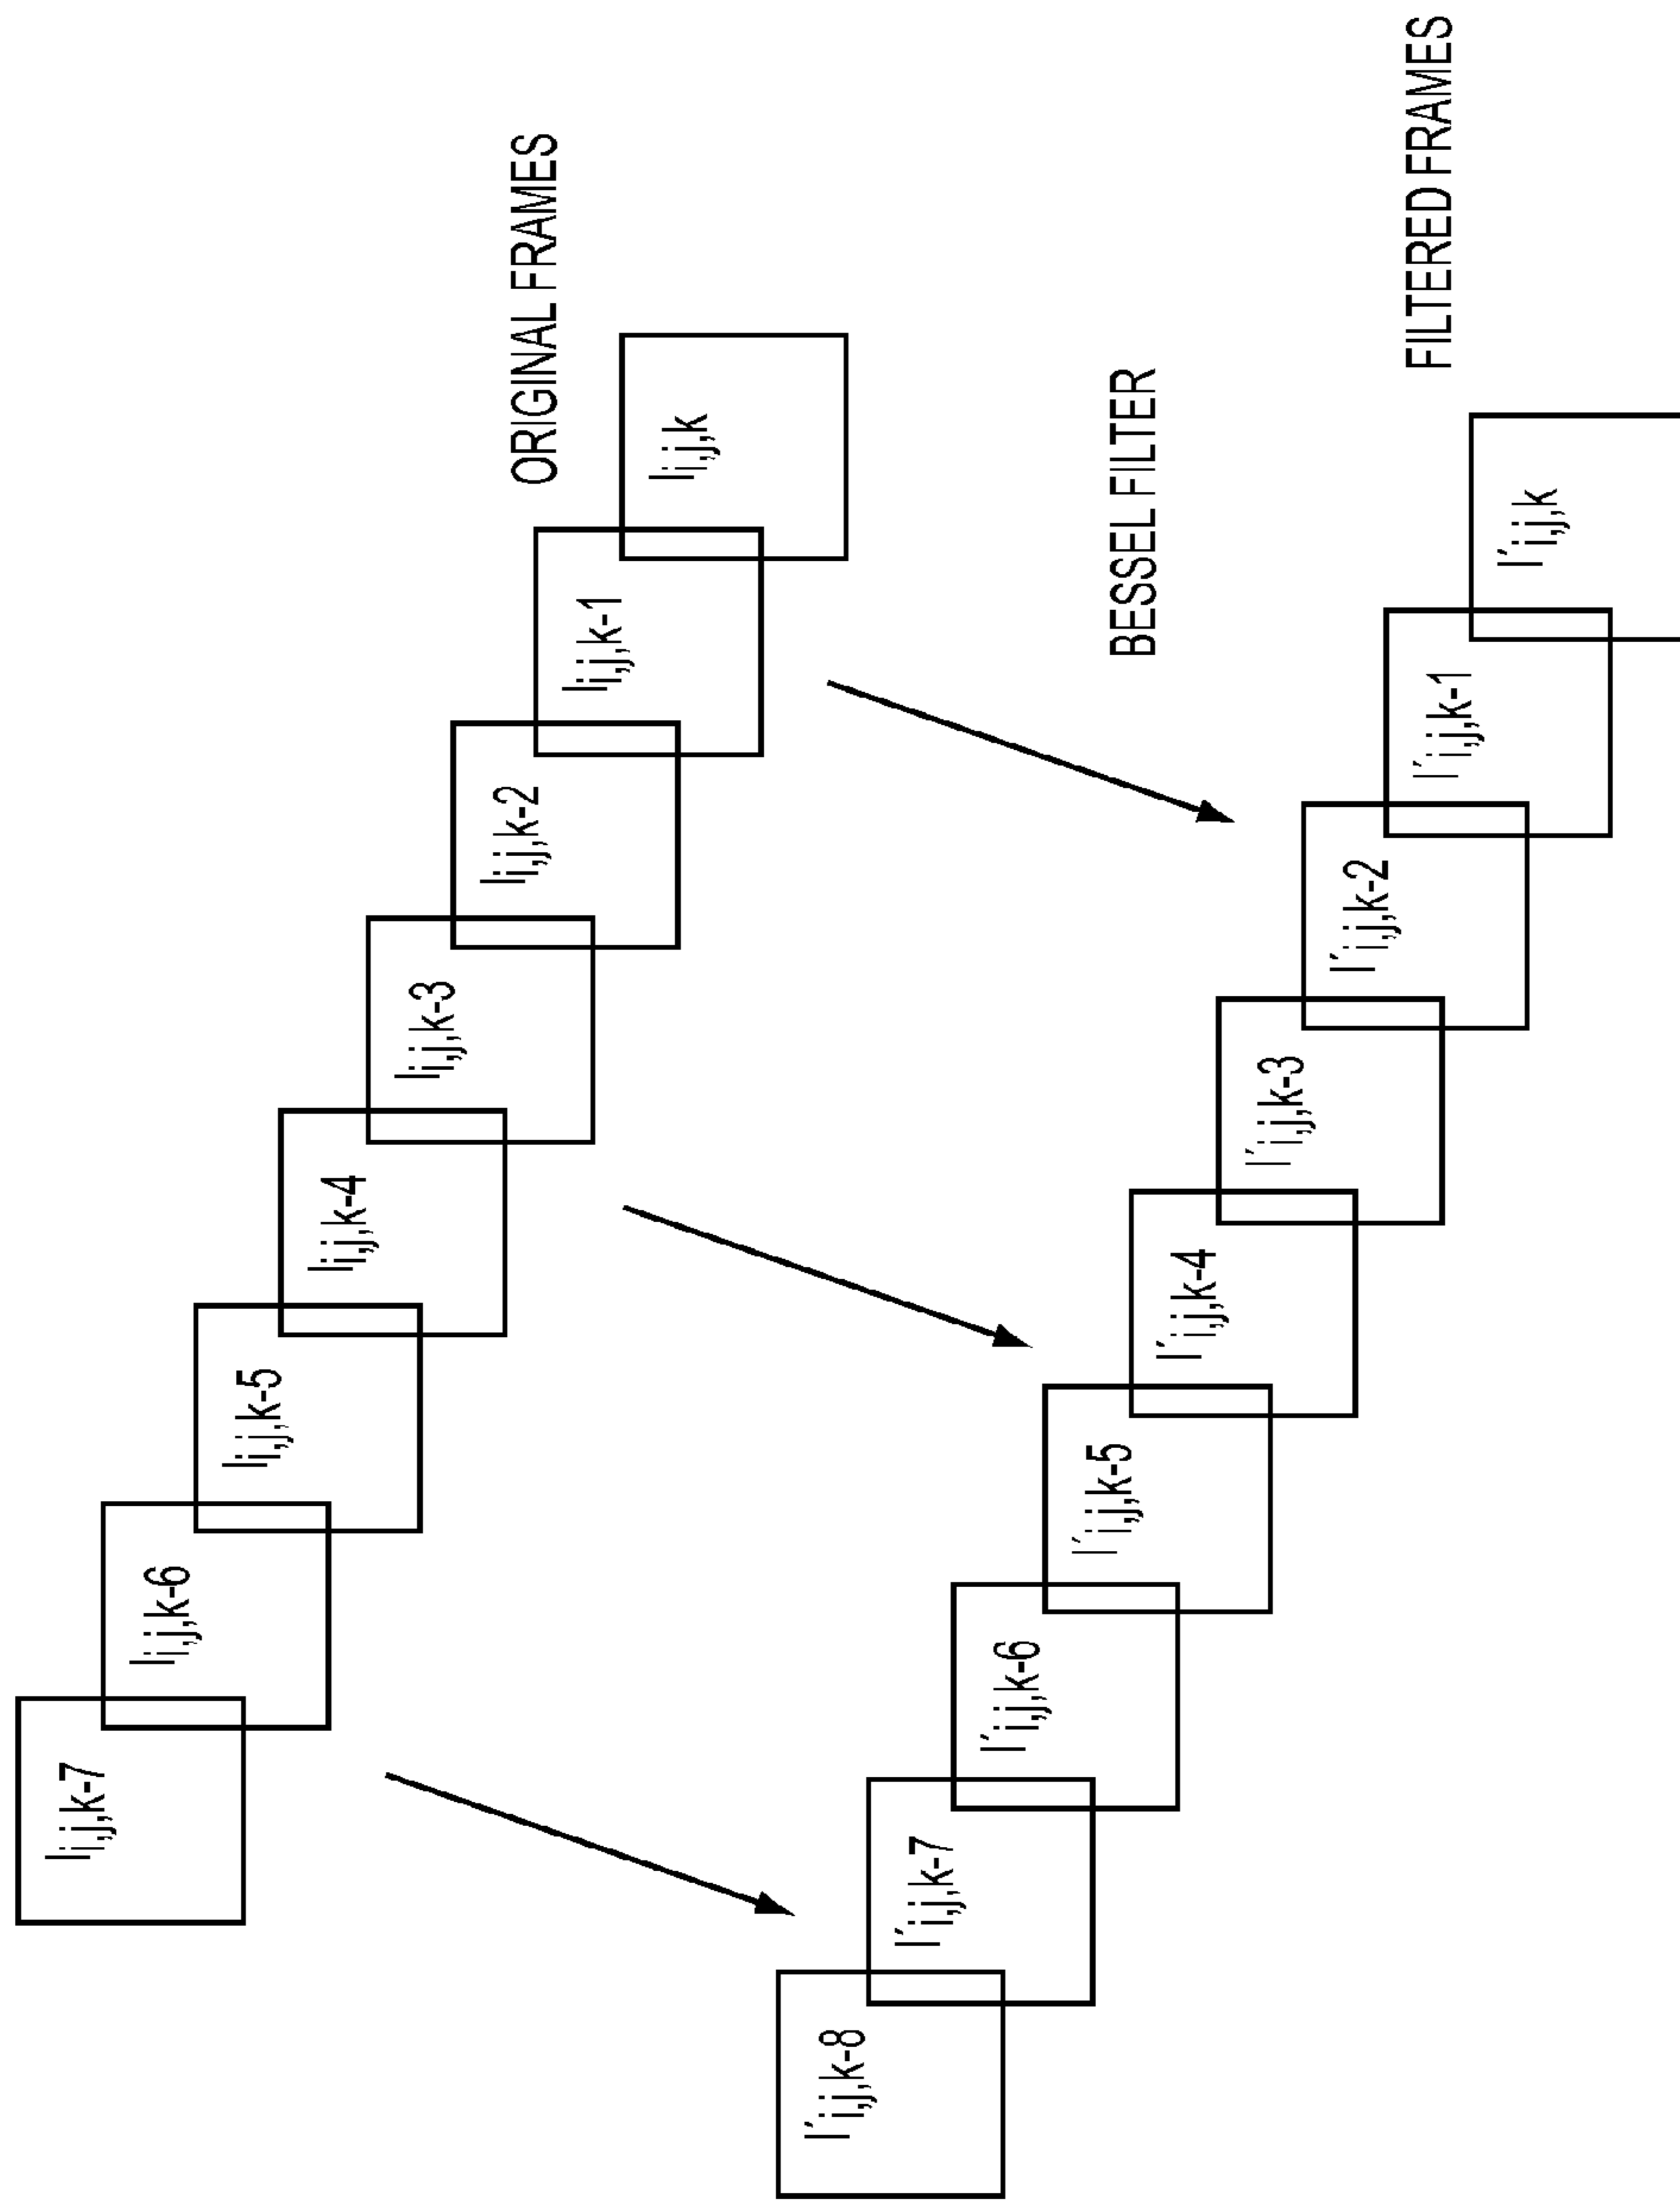 ORIGINAL FRAMES
Ii,j,k-7
Ii,j,k-6
Ii,j,k-5
Ii,j,k-4
Ii,j,k-3
Ii,j,k-2
Ii,j,k-1
Ii,j,k
BESSEL FILTER
FILTERED FRAMES
I´i,j,k-8
I´i,j,k-7
I´i,j,k-6
I´i,j,k-5
I´i,j,k-4
I´i,j,k-3
I´i,j,k-2
I´i,j,k-1
I´i,j,k